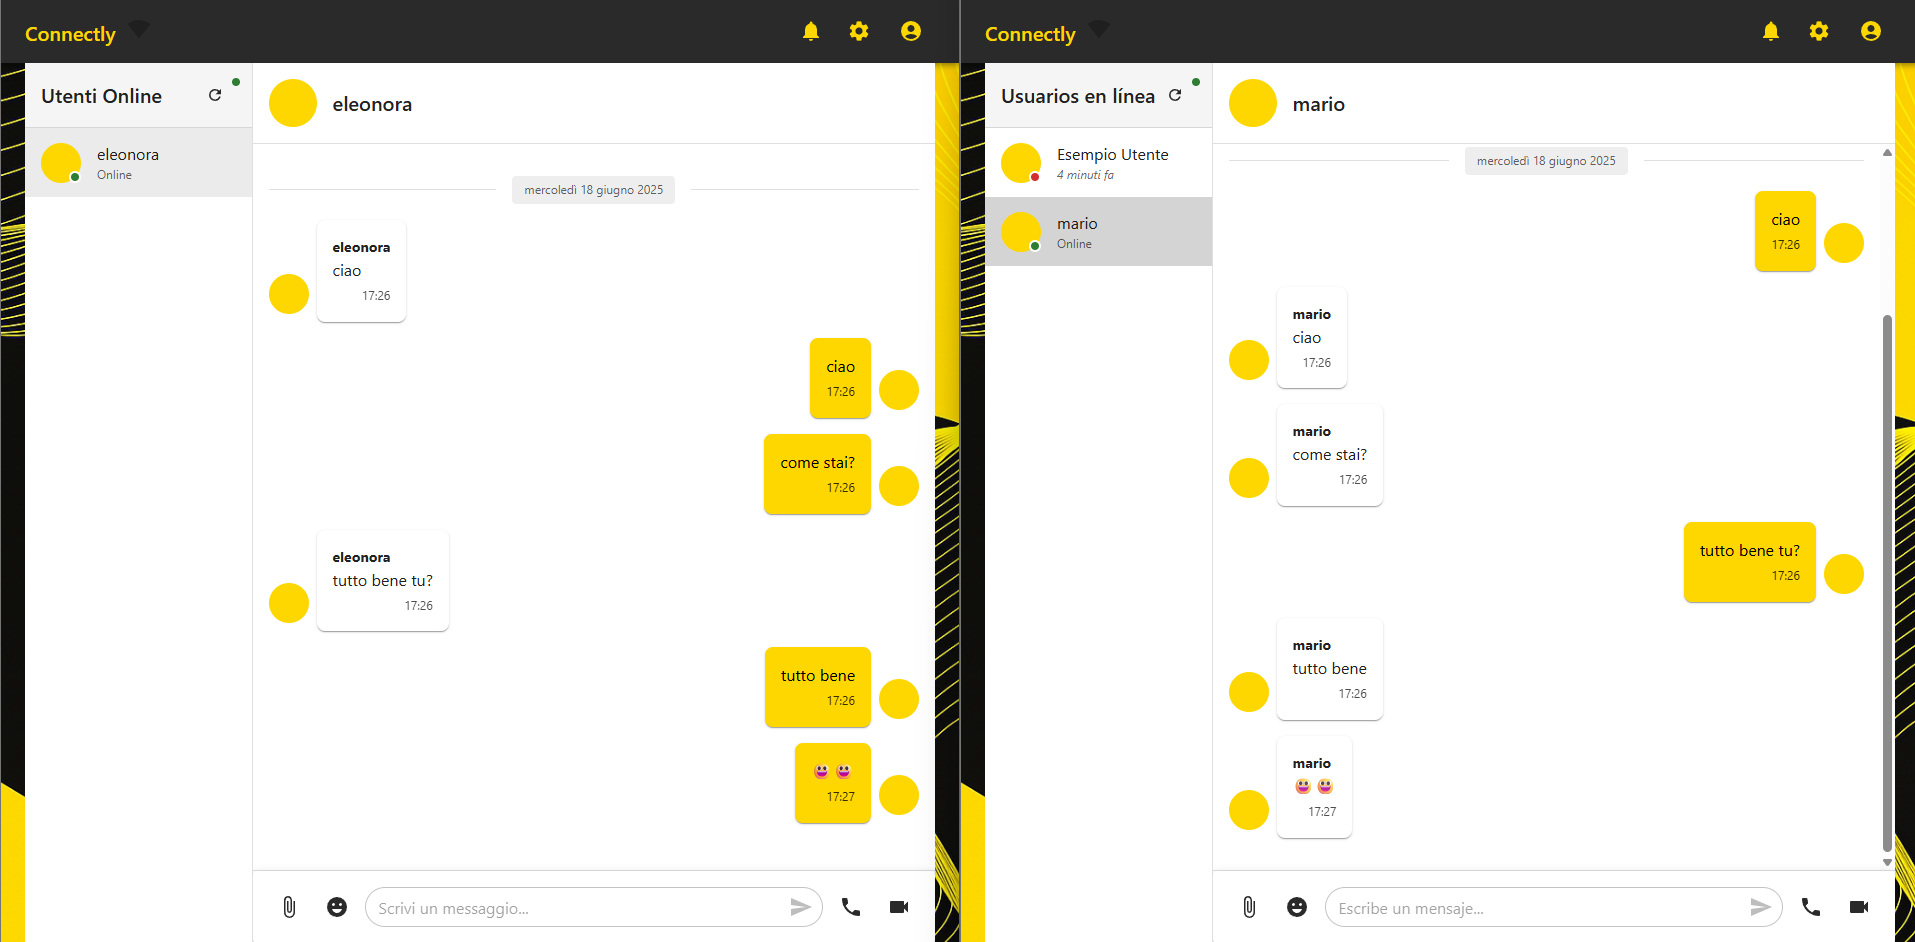 Connectly
Utenti Online
eleonora
Online
eleonora
mercoledì 18 giugno 2025
eleonora
ciao
17:26
ciao
17:26
come stai?
17:26
eleonora
tutto bene tu?
17:26
tutto bene
17:26
😀 😀
17:27
Scrivi un messaggio...
Connectly
Usuarios en línea
Esempio Utente
4 minuti fa
mario
Online
mario
mercoledì 18 giugno 2025
ciao
17:26
mario
ciao
17:26
mario
come stai?
17:26
tutto bene tu?
17:26
mario
tutto bene
17:26
mario
😀 😀
17:27
Escribe un mensaje...